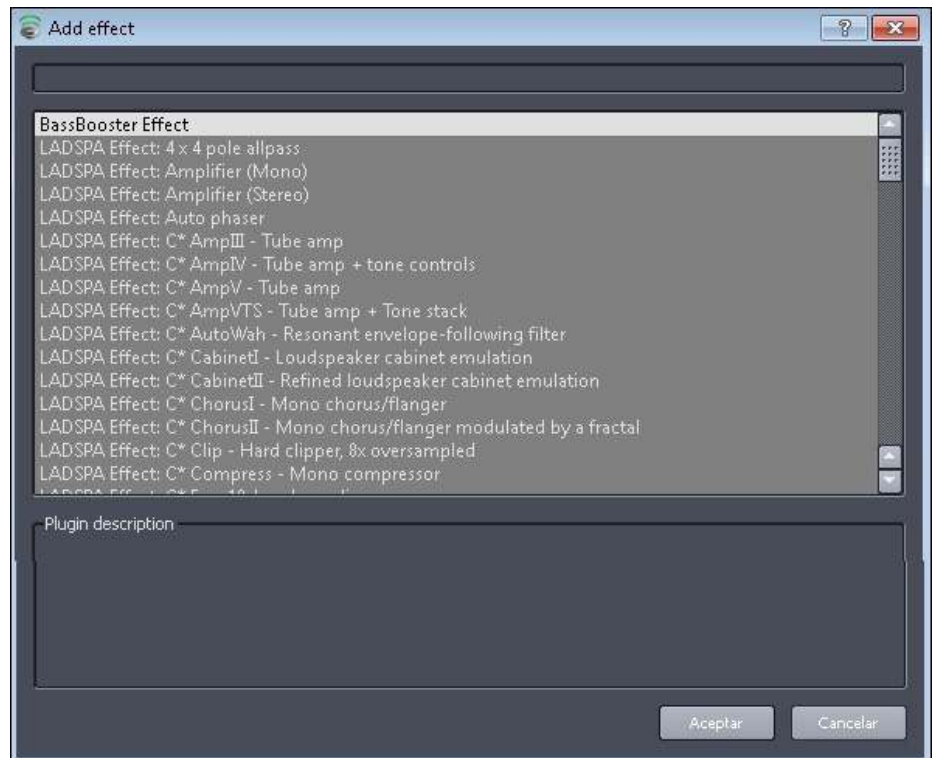 Add effect
BassBooster Effect
LADSPA Effect: 4 x 4 pole allpass
LADSPA Effect: Amplifier (Mono)
LADSPA Effect: Amplifier (Stereo)
LADSPA Effect: Auto phaser
LADSPA Effect: C* AmpIII - Tube amp
LADSPA Effect: C* AmpIV - Tube amp + tone controls
LADSPA Effect: C* AmpV - Tube amp
LADSPA Effect: C* AmpVTS - Tube amp + Tone stack
LADSPA Effect: C* AutoWah - Resonant envelope-following filter
LADSPA Effect: C* CabinetI - Loudspeaker cabinet emulation
LADSPA Effect: C* CabinetII - Refined loudspeaker cabinet emulation
LADSPA Effect: C* ChorusI - Mono chorus/flanger
LADSPA Effect: C* ChorusII - Mono chorus/flanger modulated by a fractal
LADSPA Effect: C* Clip - Hard clipper, 8x oversampled
LADSPA Effect: C* Compress - Mono compressor
Plugin description
Aceptar
Cancelar